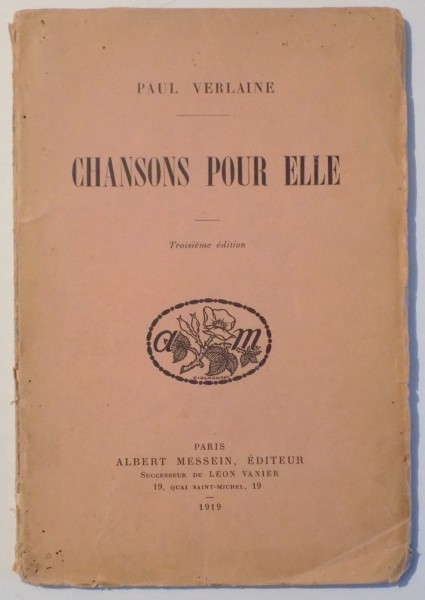 PAUL VERLAINE
CHANSONS POUR ELLE
Troisième édition
a m
PARIS
ALBERT MESSEIN, ÉDITEUR
SUCCESSEUR DE LÉON VANIER
19, QUAI SAINT-MICHEL, 19
1919